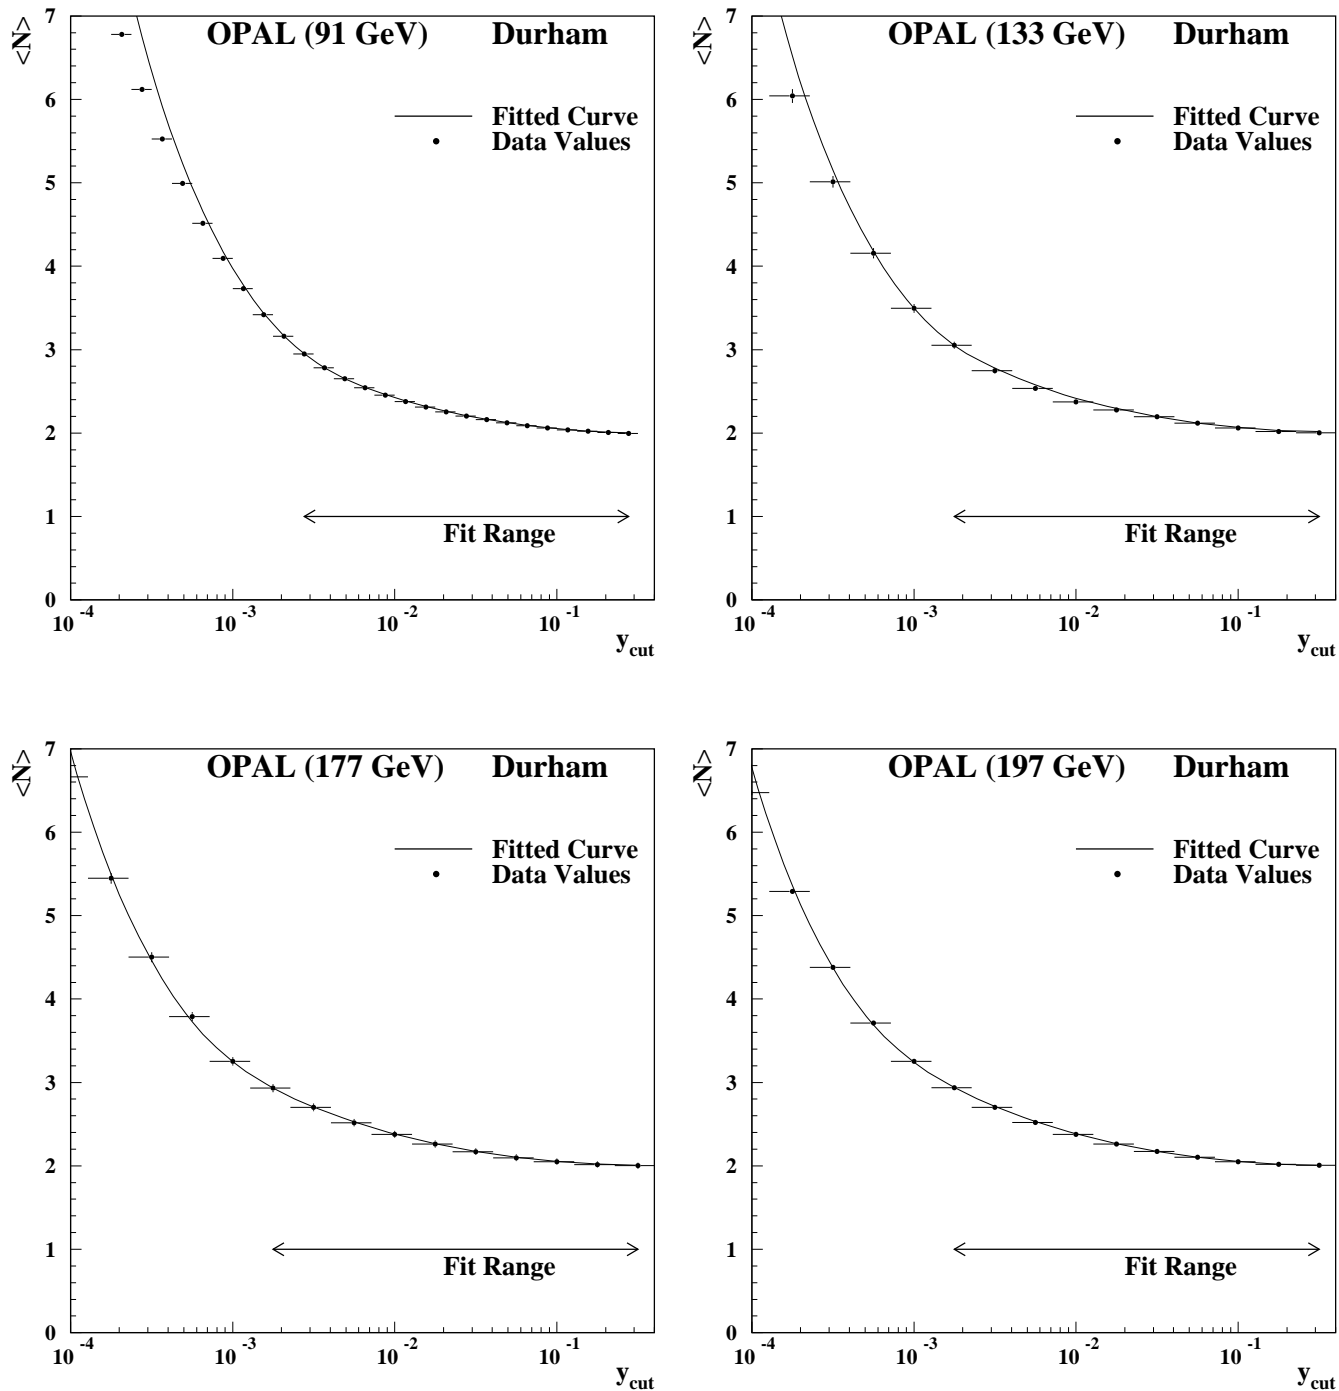 <N>
7
6
5
4
3
2
1
0
OPAL (91 GeV) Durham
Fitted Curve
Data Values
Fit Range
10^-4 10^-3 10^-2 10^-1
y_cut
<N>
7
6
5
4
3
2
1
0
OPAL (133 GeV) Durham
Fitted Curve
Data Values
Fit Range
10^-4 10^-3 10^-2 10^-1
y_cut
<N>
7
6
5
4
3
2
1
0
OPAL (177 GeV) Durham
Fitted Curve
Data Values
Fit Range
10^-4 10^-3 10^-2 10^-1
y_cut
<N>
7
6
5
4
3
2
1
0
OPAL (197 GeV) Durham
Fitted Curve
Data Values
Fit Range
10^-4 10^-3 10^-2 10^-1
y_cut